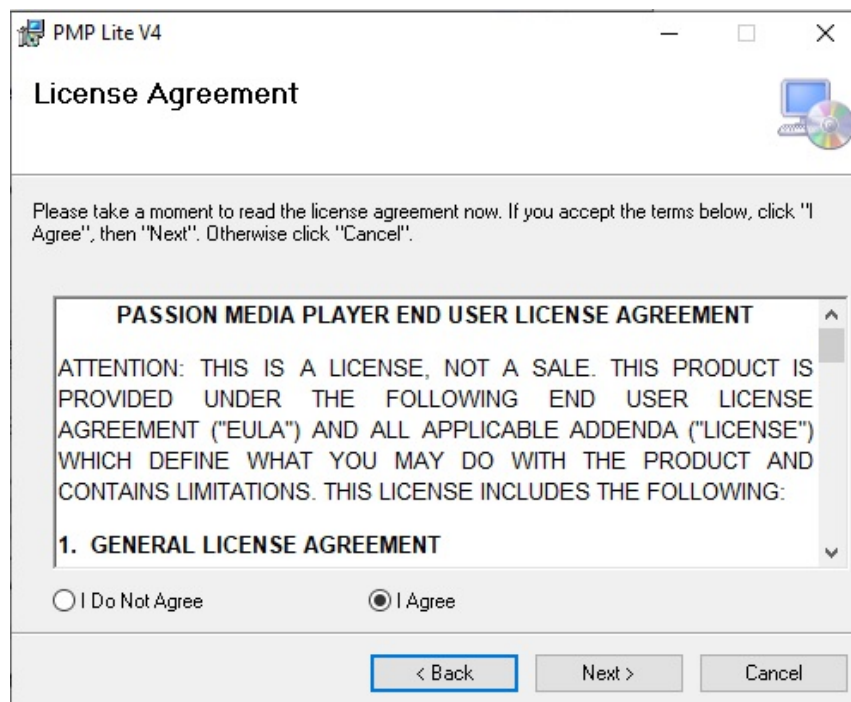 PMP Lite V4
License Agreement
Please take a moment to read the license agreement now. If you accept the terms below, click "I
Agree", then "Next". Otherwise click "Cancel".
PASSION MEDIA PLAYER END USER LICENSE AGREEMENT
ATTENTION: THIS IS A LICENSE, NOT A SALE. THIS PRODUCT IS
PROVIDED UNDER THE FOLLOWING END USER LICENSE
AGREEMENT ("EULA") AND ALL APPLICABLE ADDENDA ("LICENSE")
WHICH DEFINE WHAT YOU MAY DO WITH THE PRODUCT AND
CONTAINS LIMITATIONS. THIS LICENSE INCLUDES THE FOLLOWING:
1. GENERAL LICENSE AGREEMENT
I Do Not Agree
I Agree
< Back
Next >
Cancel